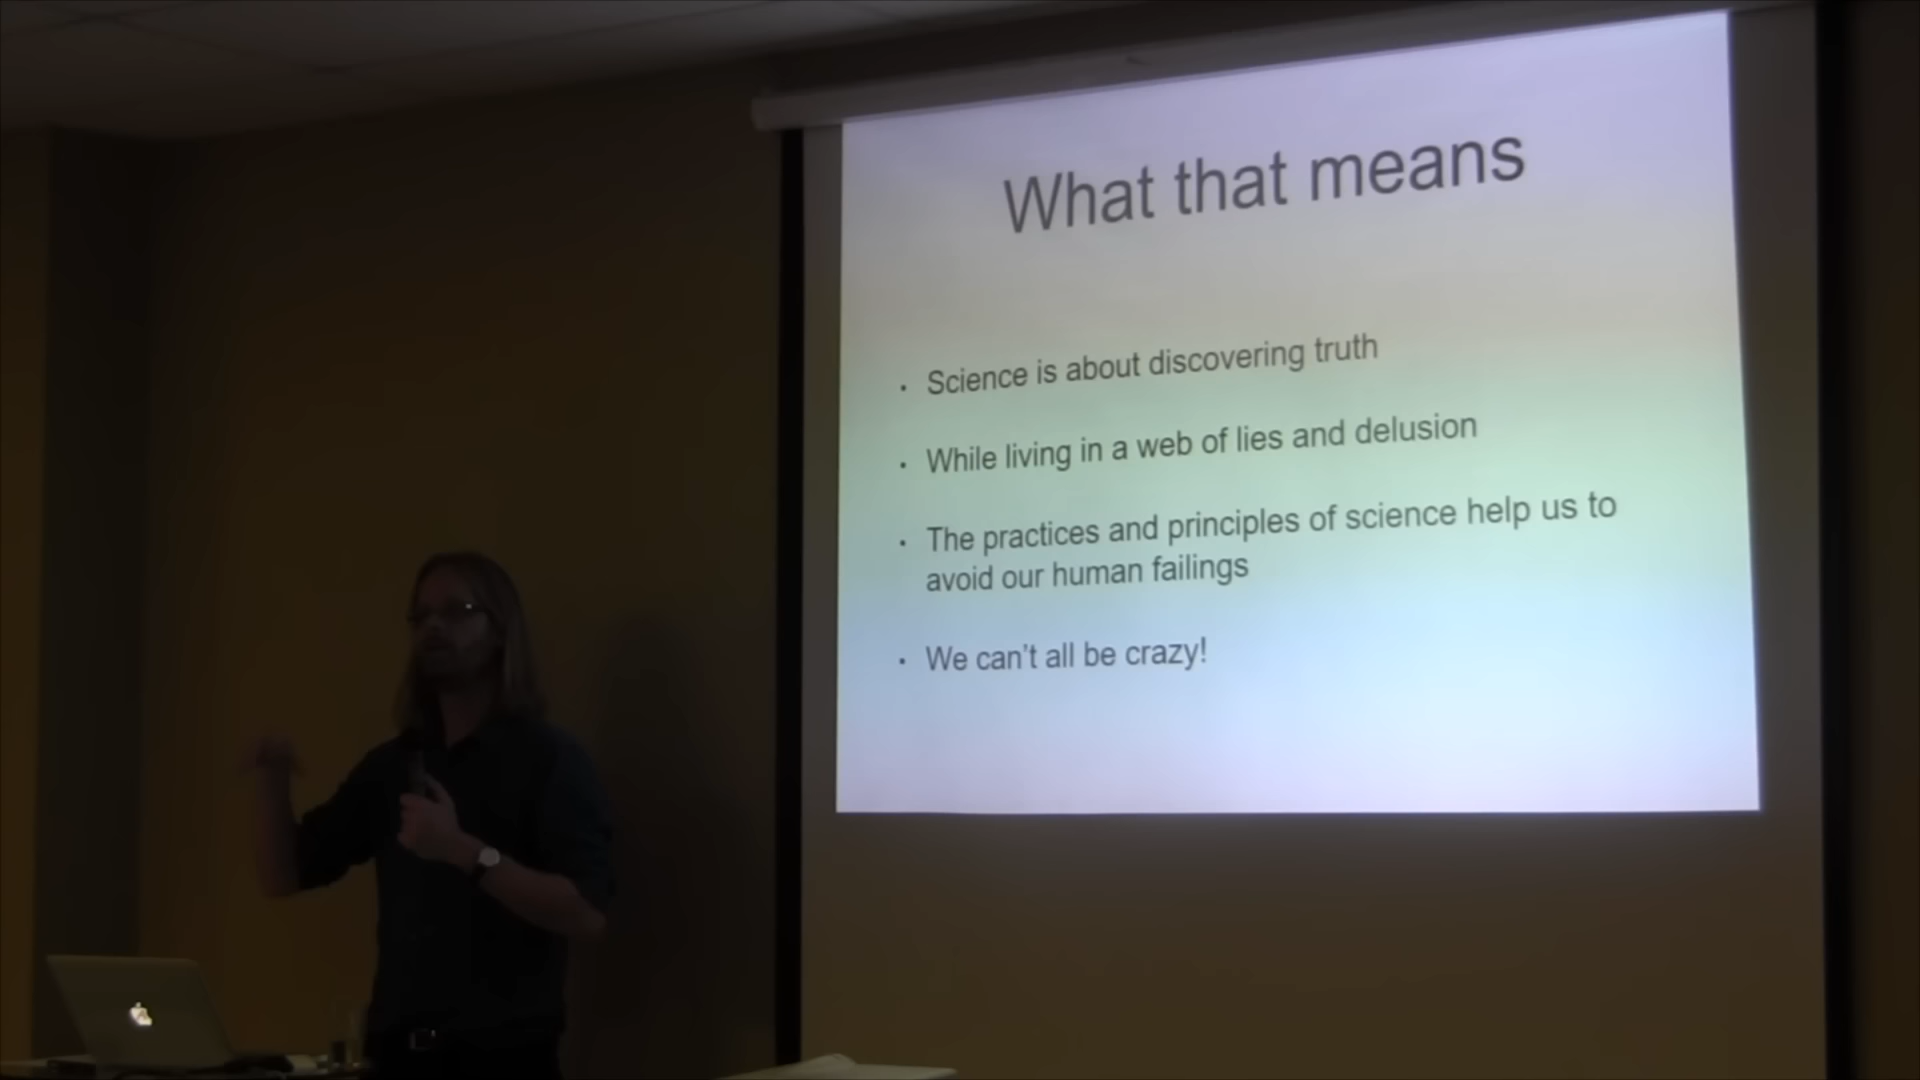 What that means
· Science is about discovering truth
· While living in a web of lies and delusion
· The practices and principles of science help us to
avoid our human failings
· We can't all be crazy!